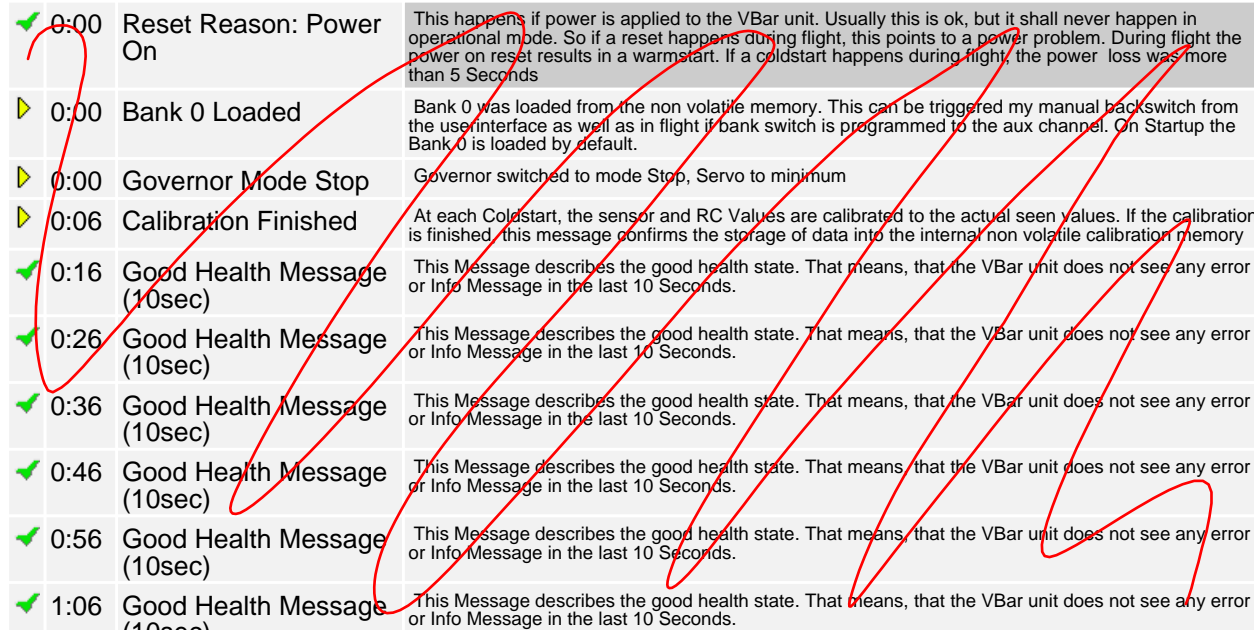 0:00 Reset Reason: Power On
This happens if power is applied to the VBar unit. Usually this is ok, but it shall never happen in
operational mode. So if a reset happens during flight, this points to a power problem. During flight the
power on reset results in a warmstart. If a coldstart happens during flight, the power loss was more
than 5 Seconds
0:00 Bank 0 Loaded
Bank 0 was loaded from the non volatile memory. This can be triggered my manual backswitch from
the userinterface as well as in flight if bank switch is programmed to the aux channel. On Startup the
Bank 0 is loaded by default.
0:00 Governor Mode Stop
Governor switched to mode Stop, Servo to minimum
0:06 Calibration Finished
At each Coldstart, the sensor and RC Values are calibrated to the actual seen values. If the calibration
is finished, this message confirms the storage of data into the internal non volatile calibration memory
0:16 Good Health Message
(10sec)
This Message describes the good health state. That means, that the VBar unit does not see any error
or Info Message in the last 10 Seconds.
0:26 Good Health Message
(10sec)
This Message describes the good health state. That means, that the VBar unit does not see any error
or Info Message in the last 10 Seconds.
0:36 Good Health Message
(10sec)
This Message describes the good health state. That means, that the VBar unit does not see any error
or Info Message in the last 10 Seconds.
0:46 Good Health Message
(10sec)
This Message describes the good health state. That means, that the VBar unit does not see any error
or Info Message in the last 10 Seconds.
0:56 Good Health Message
(10sec)
This Message describes the good health state. That means, that the VBar unit does not see any error
or Info Message in the last 10 Seconds.
1:06 Good Health Message
(10sec)
This Message describes the good health state. That means, that the VBar unit does not see any error
or Info Message in the last 10 Seconds.